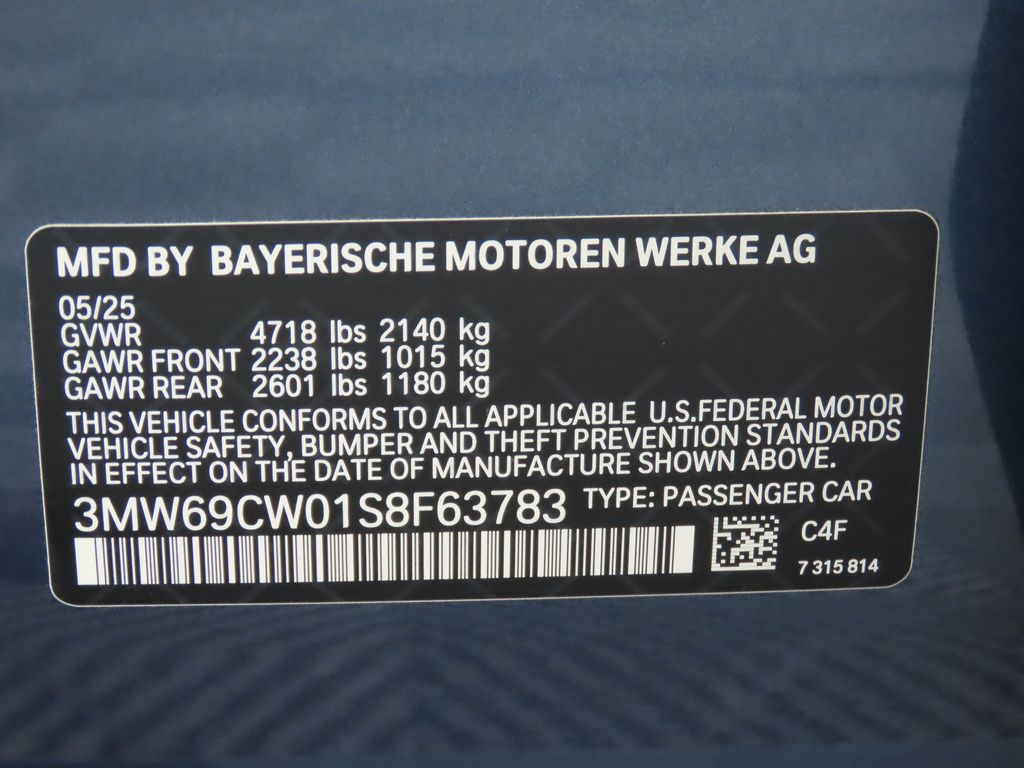 MFD BY BAYERISCHE MOTOREN WERKE AG
05/25
GVWR 4718 lbs 2140 kg
GAWR FRONT 2238 lbs 1015 kg
GAWR REAR 2601 lbs 1180 kg
THIS VEHICLE CONFORMS TO ALL APPLICABLE U.S.FEDERAL MOTOR
VEHICLE SAFETY, BUMPER AND THEFT PREVENTION STANDARDS
IN EFFECT ON THE DATE OF MANUFACTURE SHOWN ABOVE.
3MW69CW01S8F63783 TYPE: PASSENGER CAR
C4F
7 315 814